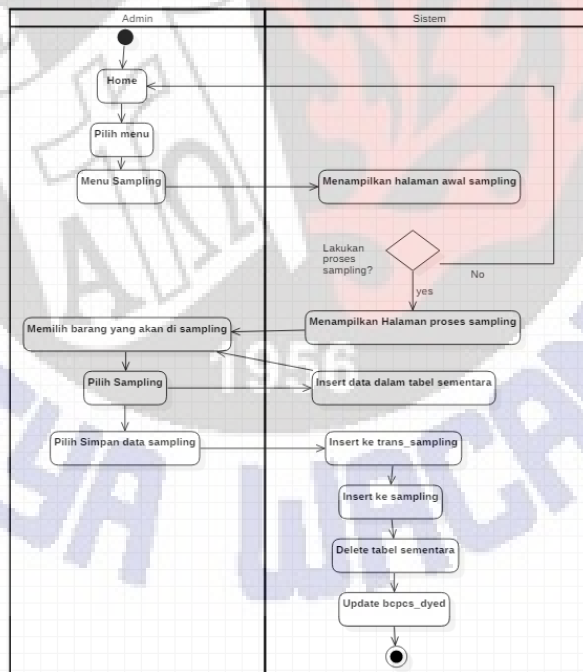 Admin
Sistem
Home
Pilih menu
Menu Sampling
Menampilkan halaman awal sampling
Lakukan
proses
sampling?
No
yes
Menampilkan Halaman proses sampling
Memilih barang yang akan di sampling
Pilih Sampling
Insert data dalam tabel sementara
1956
Pilih Simpan data sampling
Insert ke trans_sampling
Insert ke sampling
Delete tabel sementara
Update bcpcs_dyed